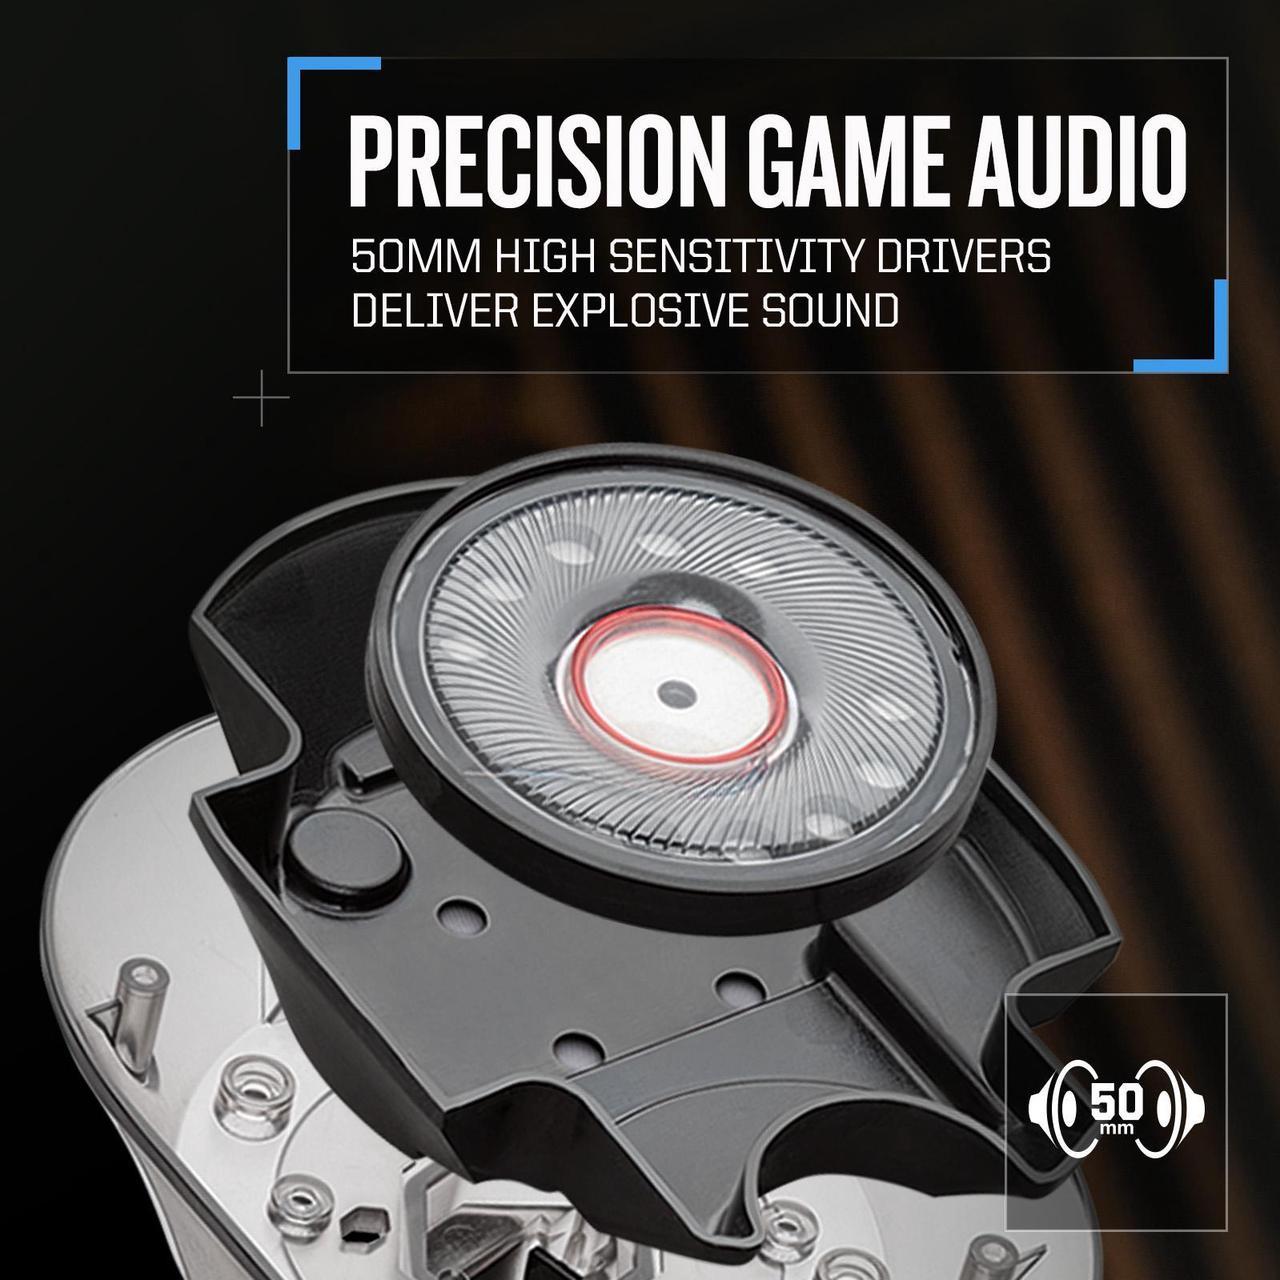 PRECISION GAME AUDIO
50MM HIGH SENSITIVITY DRIVERS
DELIVER EXPLOSIVE SOUND
50
mm